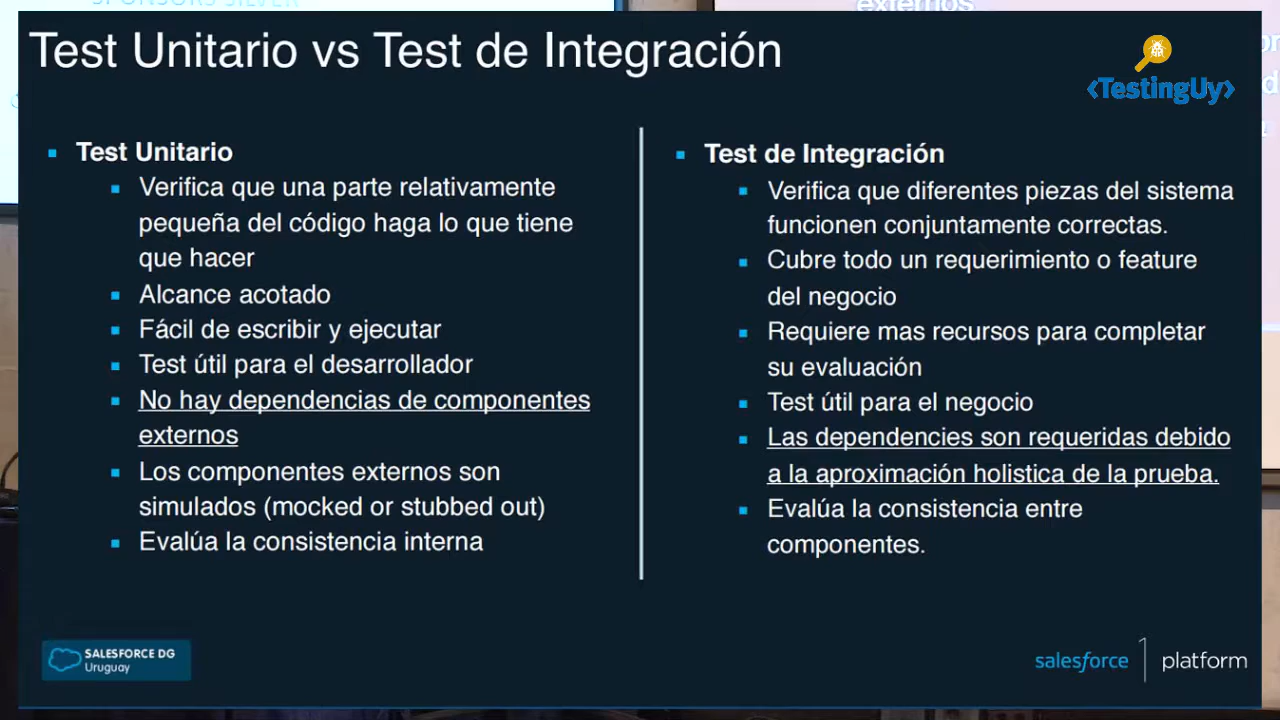 SPONSORS SILVER
externos
Test Unitario vs Test de Integración
<TestingUy>
Test Unitario
Verifica que una parte relativamente
pequeña del código haga lo que tiene
que hacer
Alcance acotado
Fácil de escribir y ejecutar
Test útil para el desarrollador
No hay dependencias de componentes
externos
Los componentes externos son
simulados (mocked or stubbed out)
Evalúa la consistencia interna
Test de Integración
Verifica que diferentes piezas del sistema
funcionen conjuntamente correctas.
Cubre todo un requerimiento o feature
del negocio
Requiere mas recursos para completar
su evaluación
Test útil para el negocio
Las dependencies son requeridas debido
a la aproximación holistica de la prueba.
Evalúa la consistencia entre
componentes.
SALESFORCE DG
Uruguay
salesforce platform